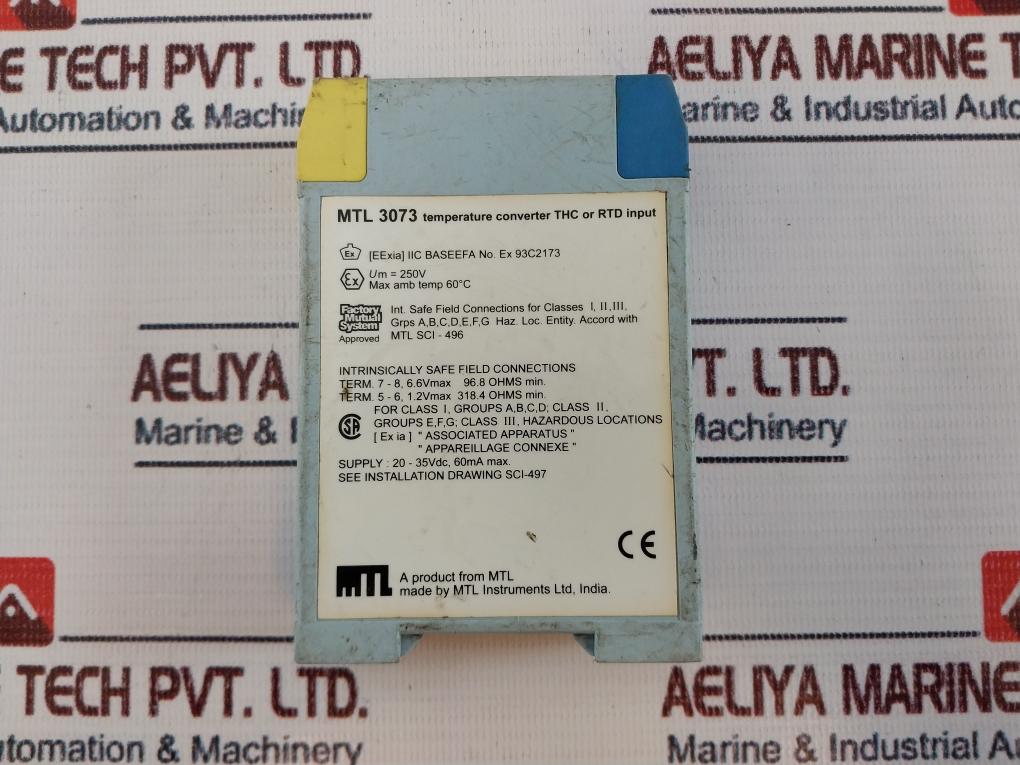 E TECH PVT. LTD.
Automation & Machin
AELIYA MARINE T
arine & Industrial Auto
MTL 3073 temperature converter THC or RTD input
Ex [EExia] IIC BASEEFA No. Ex 93C2173
Ex Um = 250V
Max amb temp 60°C
Factory Mutual System Approved
Int. Safe Field Connections for Classes I, II, III,
Grps A,B,C,D,E,F,G Haz. Loc. Entity. Accord with
MTL SCI - 496
INTRINSICALLY SAFE FIELD CONNECTIONS
TERM. 7 - 8, 6.6Vmax 96.8 OHMS min.
TERM. 5 - 6, 1.2Vmax 318.4 OHMS min.
FOR CLASS I, GROUPS A,B,C,D; CLASS II,
GROUPS E,F,G; CLASS III, HAZARDOUS LOCATIONS
SA [ Ex ia ] " ASSOCIATED APPARATUS "
" APPAREILLAGE CONNEXE "
SUPPLY : 20 - 35Vdc, 60mA max.
SEE INSTALLATION DRAWING SCI-497
CE
MTL A product from MTL
made by MTL Instruments Ltd, India.
AELIYA
Marine &
PVT. LTD.
Machinery
E TECH PVT. LTD.
utomation & Machinery
AELIYA MARINE
Marine & Industrial Auto